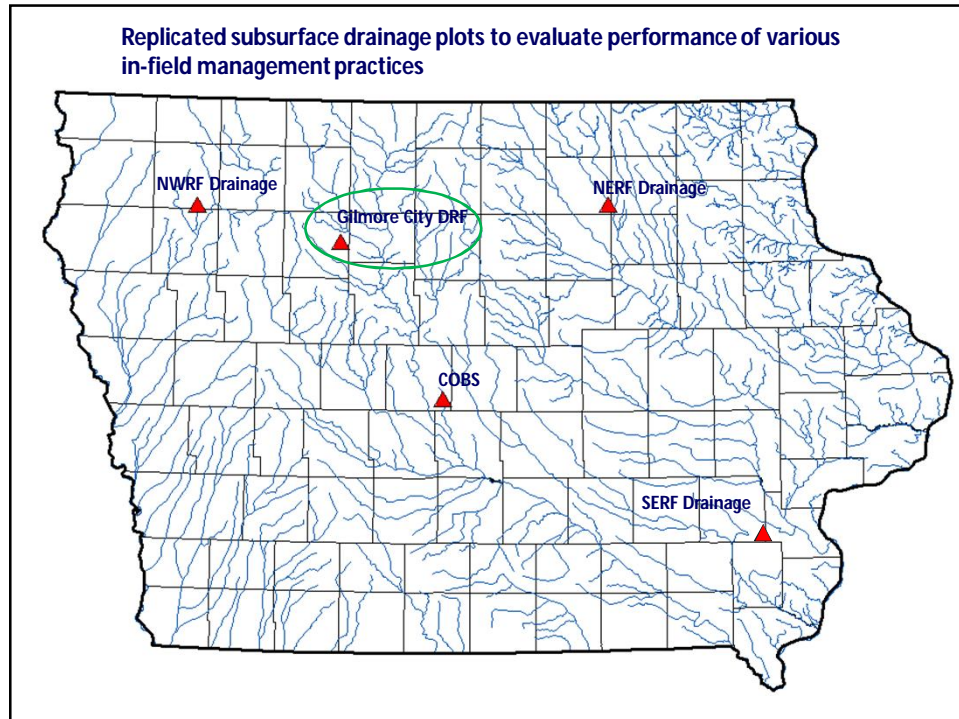 Replicated subsurface drainage plots to evaluate performance of various
in-field management practices
NWRF Drainage
NERF Drainage
Gilmore City DRF
COBS
SERF Drainage